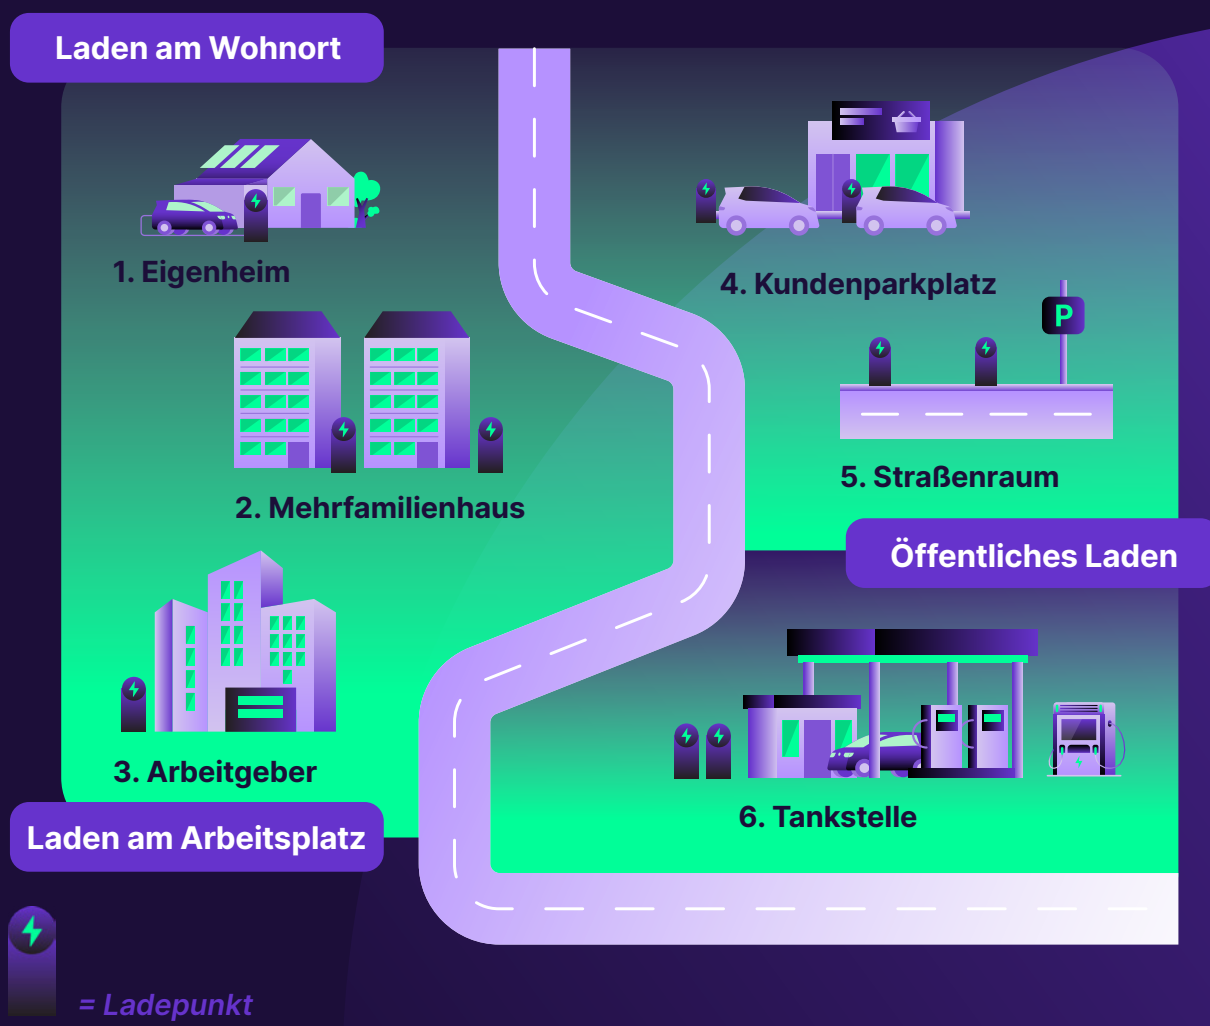 Laden am Wohnort
1. Eigenheim
2. Mehrfamilienhaus
3. Arbeitgeber
Laden am Arbeitsplatz
4. Kundenparkplatz
P
5. Straßenraum
Öffentliches Laden
6. Tankstelle
= Ladepunkt